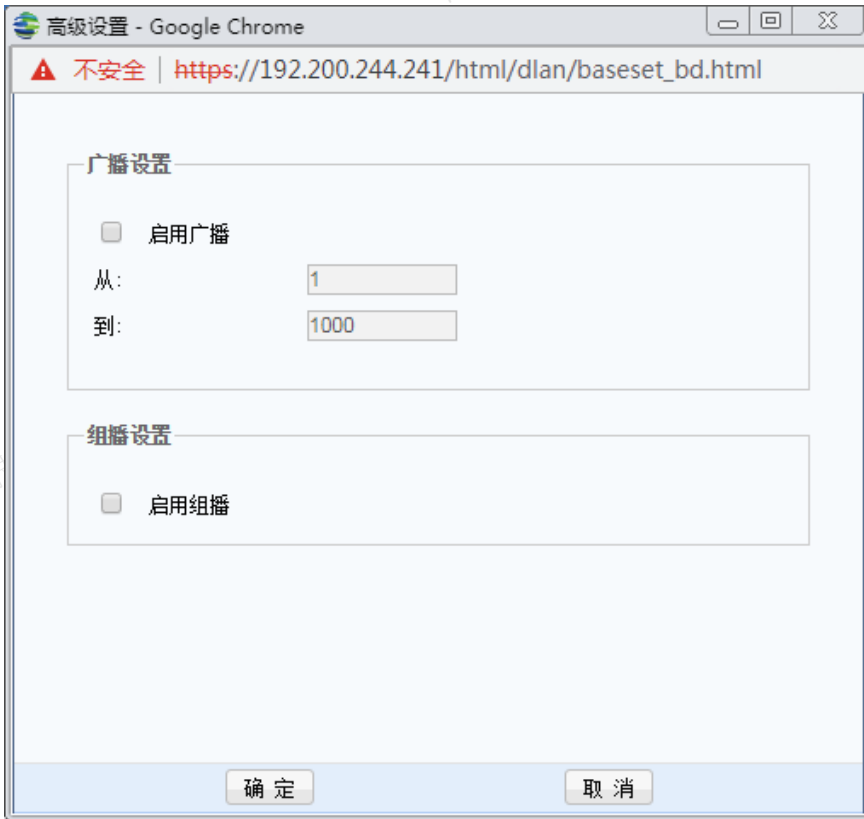 高级设置 - Google Chrome
不安全 | https://192.200.244.241/html/dlan/baseset_bd.html
广播设置
启用广播
从: 1
到: 1000
组播设置
启用组播
确 定 取 消